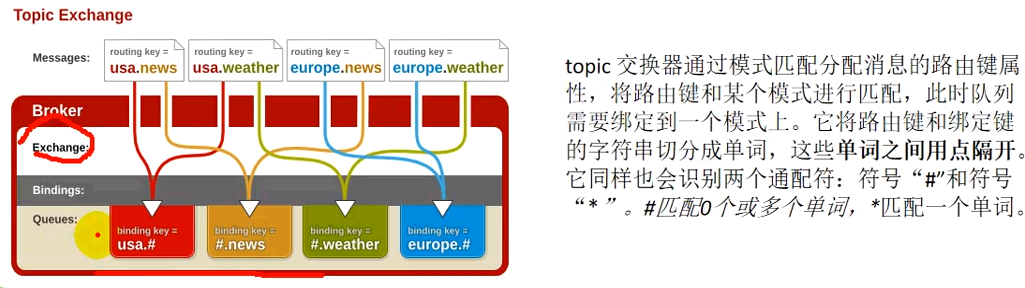 Topic Exchange
Messages:
routing key =
usa.news
routing key =
usa.weather
routing key =
europe.news
routing key =
europe.weather
Broker
Exchange:
Bindings:
Queues:
binding key =
usa.#
binding key =
#.news
binding key =
#.weather
binding key =
europe.#
topic 交换器通过模式匹配分配消息的路由键属
性，将路由键和某个模式进行匹配，此时队列
需要绑定到一个模式上。它将路由键和绑定键
的字符串切分成单词，这些单词之间用点隔开。
它同样也会识别两个通配符：符号“#”和符号
“*”。#匹配0个或多个单词，*匹配一个单词。